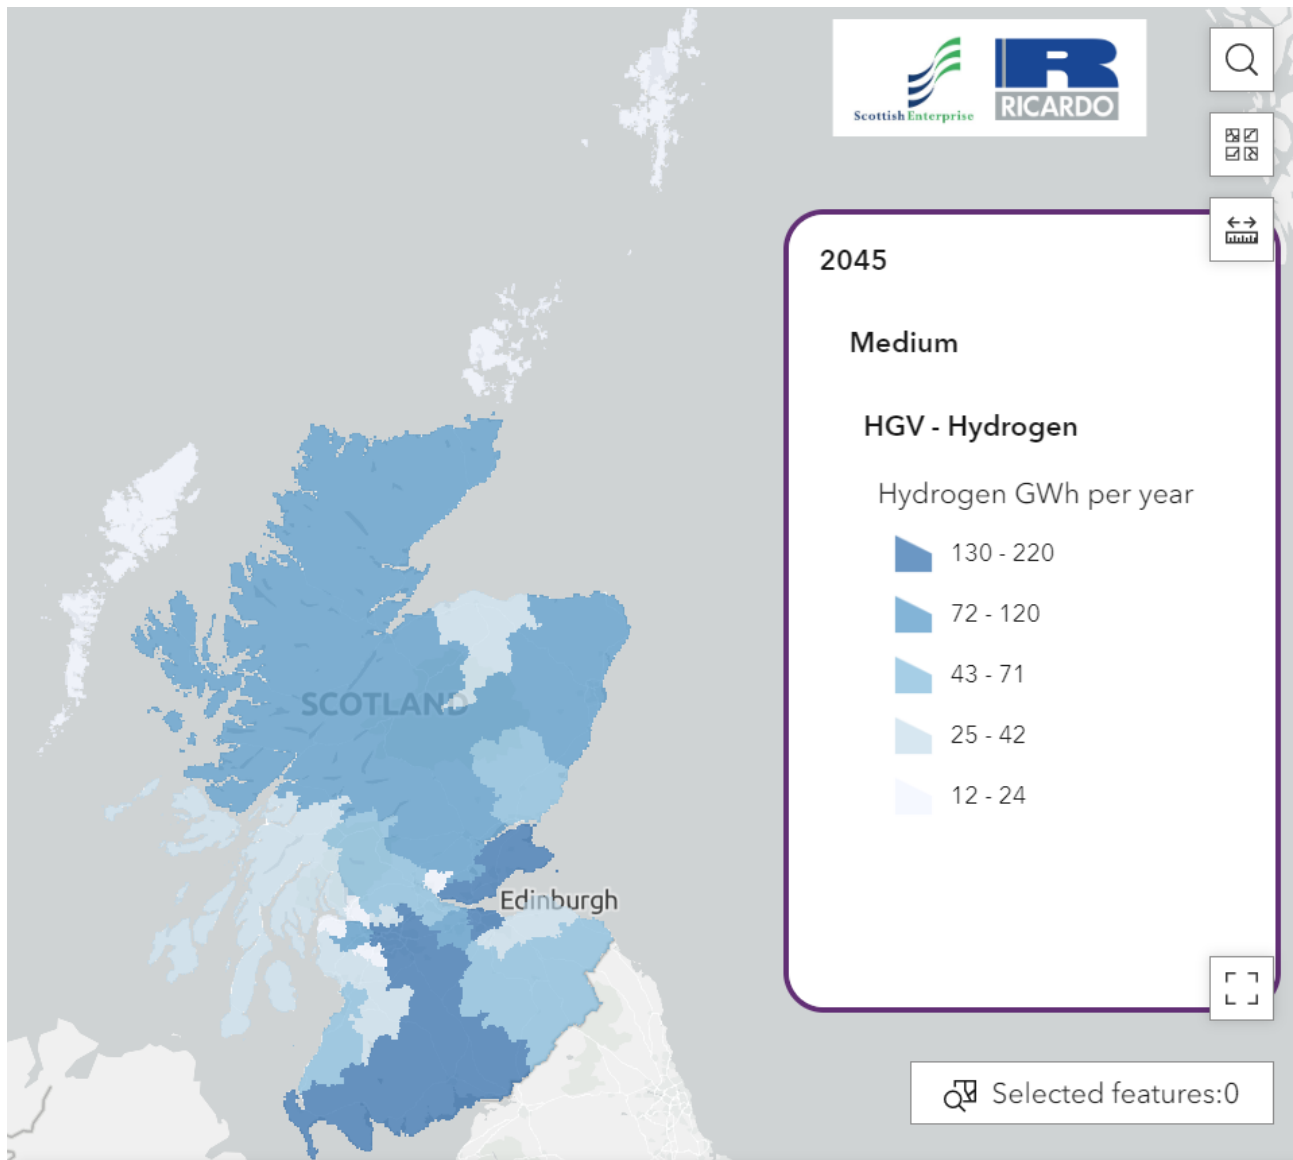 Scottish Enterprise
RICARDO
2045
Medium
HGV - Hydrogen
Hydrogen GWh per year
130 - 220
72 - 120
43 - 71
25 - 42
12 - 24
SCOTLAND
Edinburgh
Selected features:0